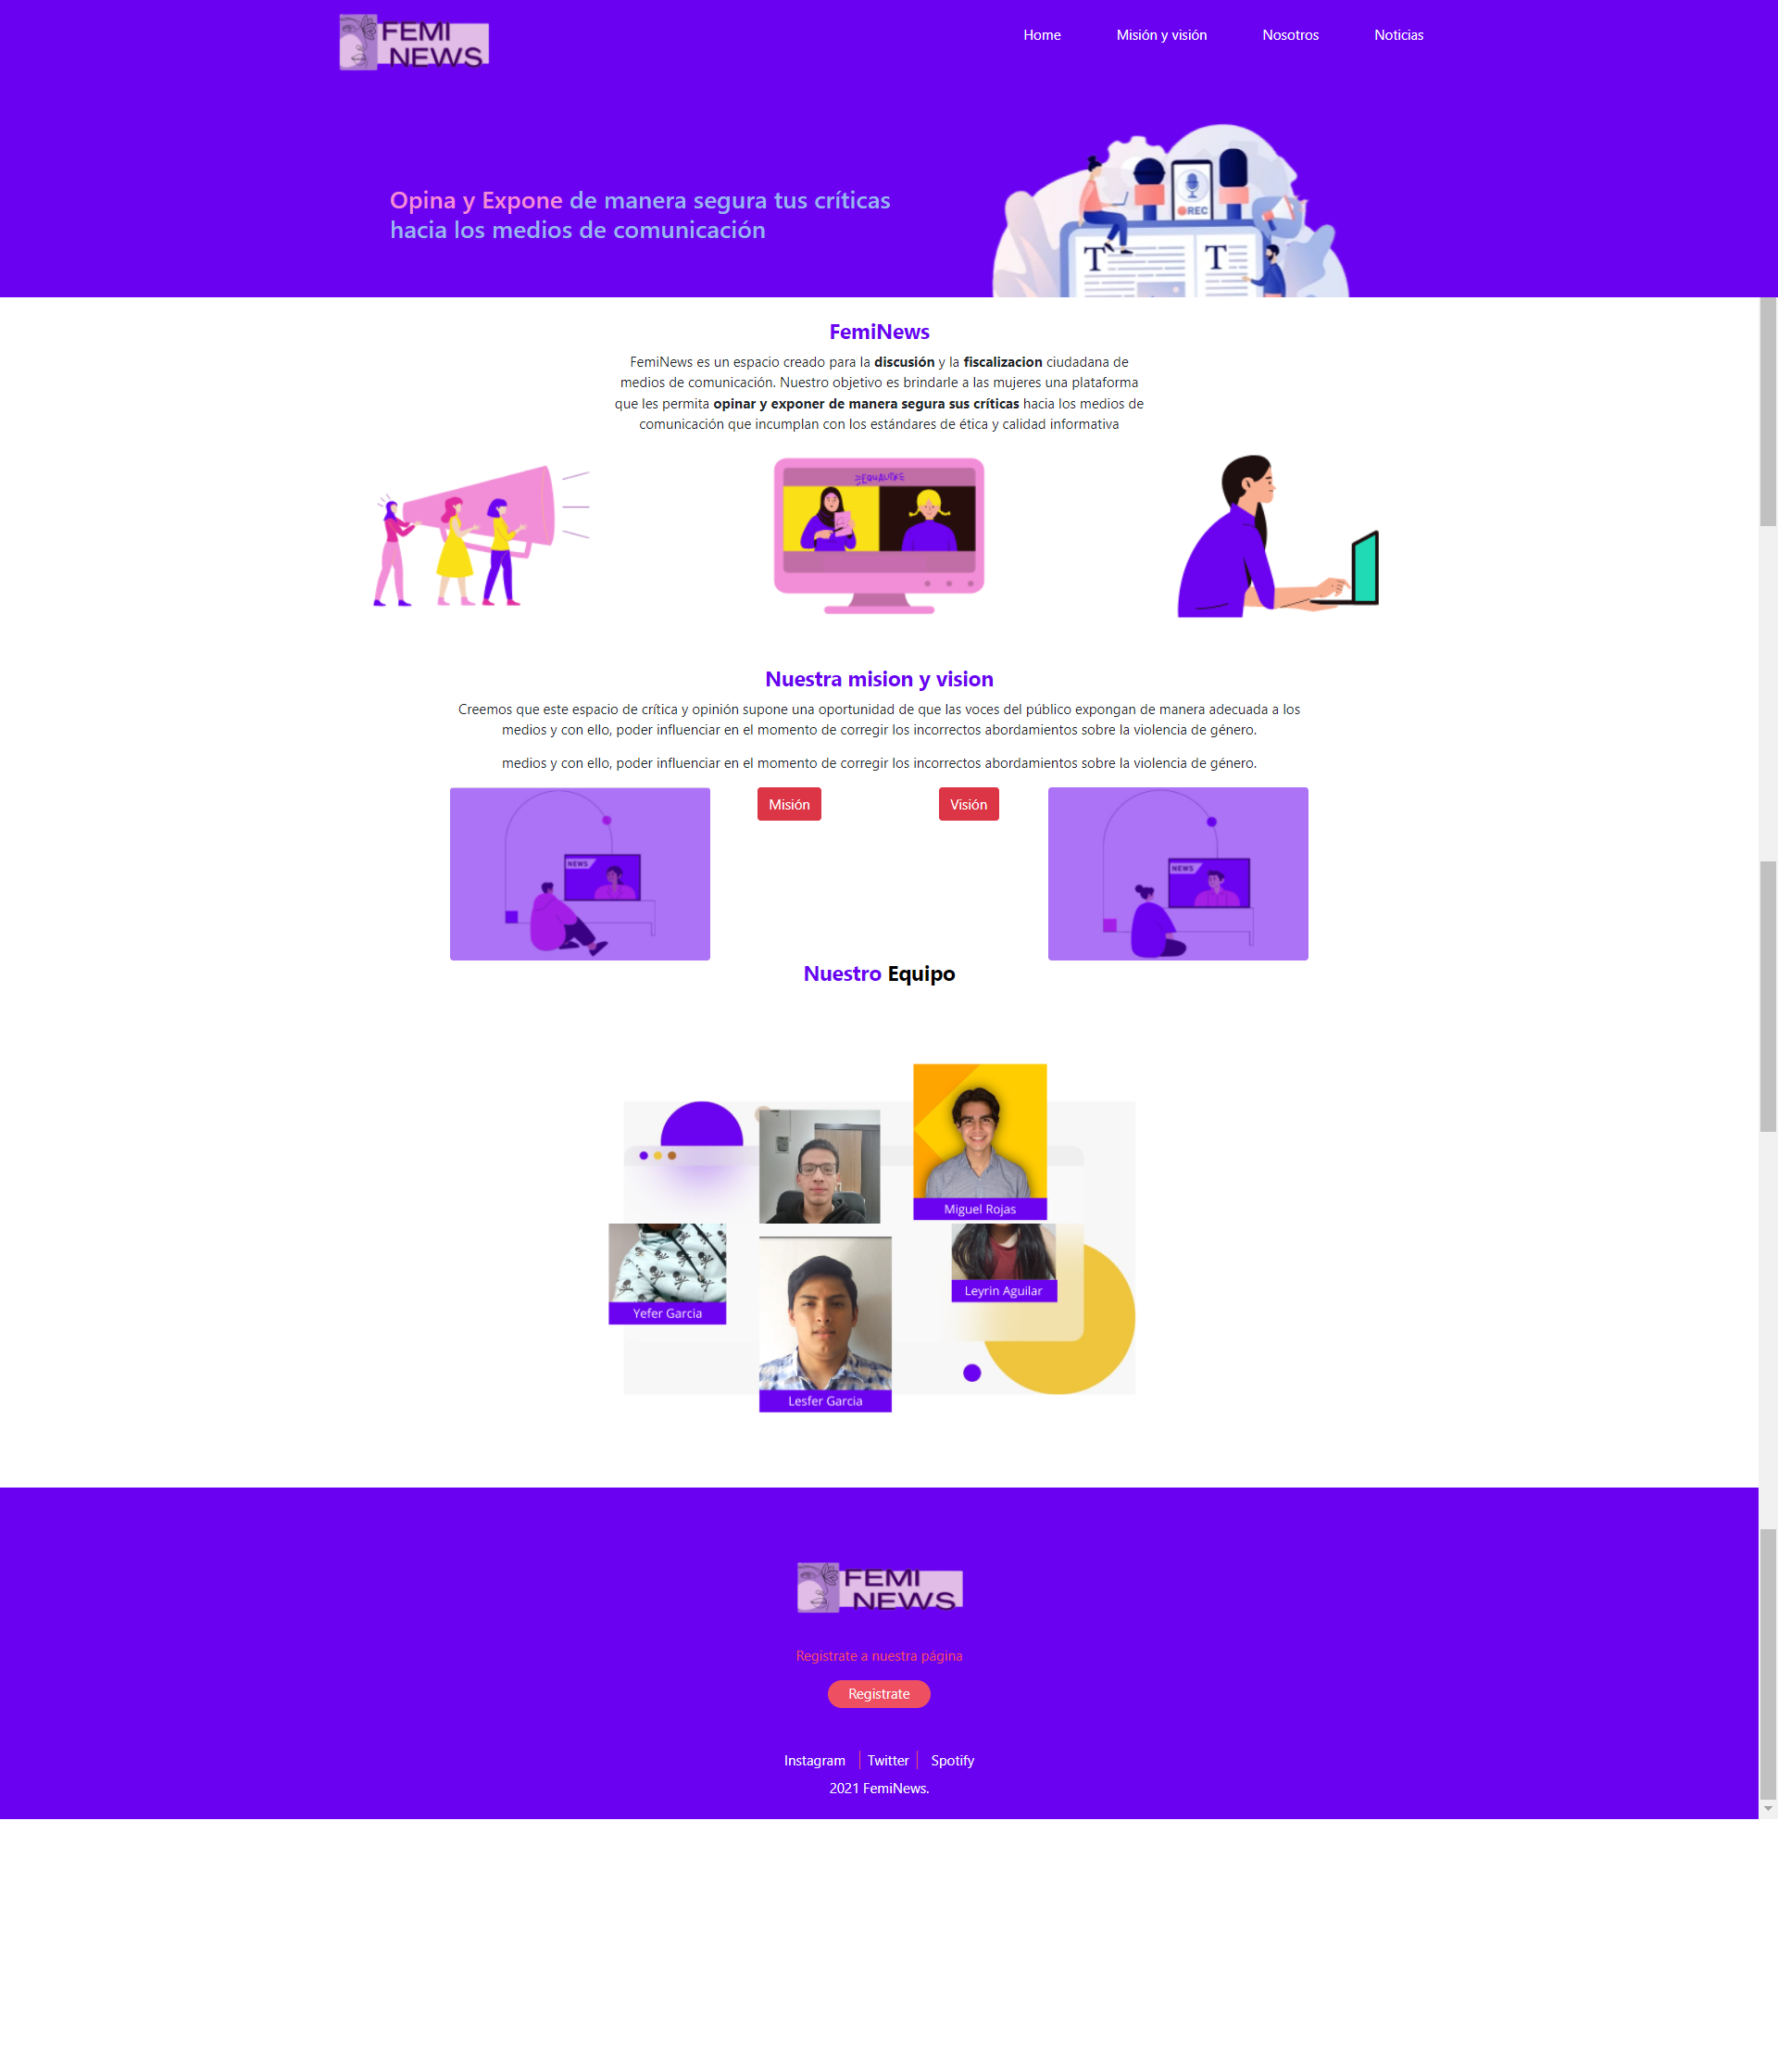 FEMI
NEWS
Home
Misión y visión
Nosotros
Noticias
REC
Opina y Expone de manera segura tus críticas
hacia los medios de comunicación
T
T
FemiNews
FemiNews es un espacio creado para la discusión y la fiscalizacion ciudadana de
medios de comunicación. Nuestro objetivo es brindarle a las mujeres una plataforma
que les permita opinar y exponer de manera segura sus críticas hacia los medios de
comunicación que incumplan con los estándares de ética y calidad informativa
EQUALITY
Nuestra mision y vision
Creemos que este espacio de crítica y opinión supone una oportunidad de que las voces del público expongan de manera adecuada a los
medios y con ello, poder influenciar en el momento de corregir los incorrectos abordamientos sobre la violencia de género.
medios y con ello, poder influenciar en el momento de corregir los incorrectos abordamientos sobre la violencia de género.
Misión
Visión
NEWS
NEWS
Nuestro Equipo
Miguel Rojas
Leyrin Aguilar
Yefer Garcia
Lesfer Garcia
FEMI
NEWS
Registrate a nuestra página
Registrate
Instagram
Twitter
Spotify
2021 FemiNews.